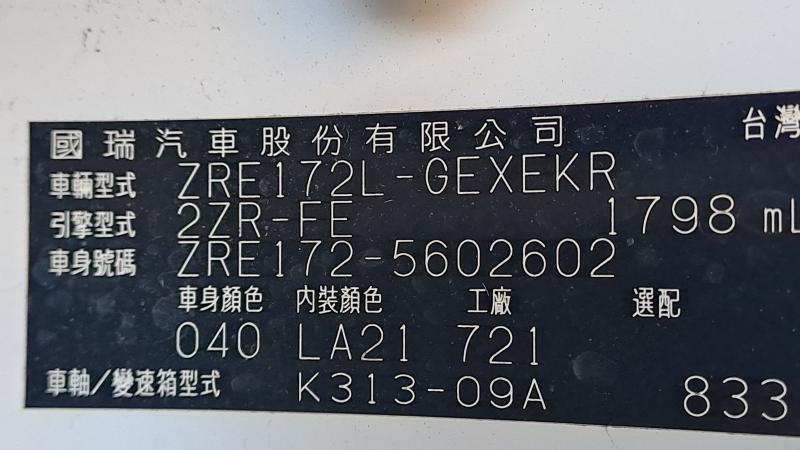 國瑞汽車股份有限公司 台灣
車輛型式 ZRE172L-GEXEKR
引擎型式 2ZR-FE 1798 mL
車身號碼 ZRE172-5602602
車身顏色 內裝顏色 工廠 選配
040 LA21 721
車軸/變速箱型式 K313-09A 833